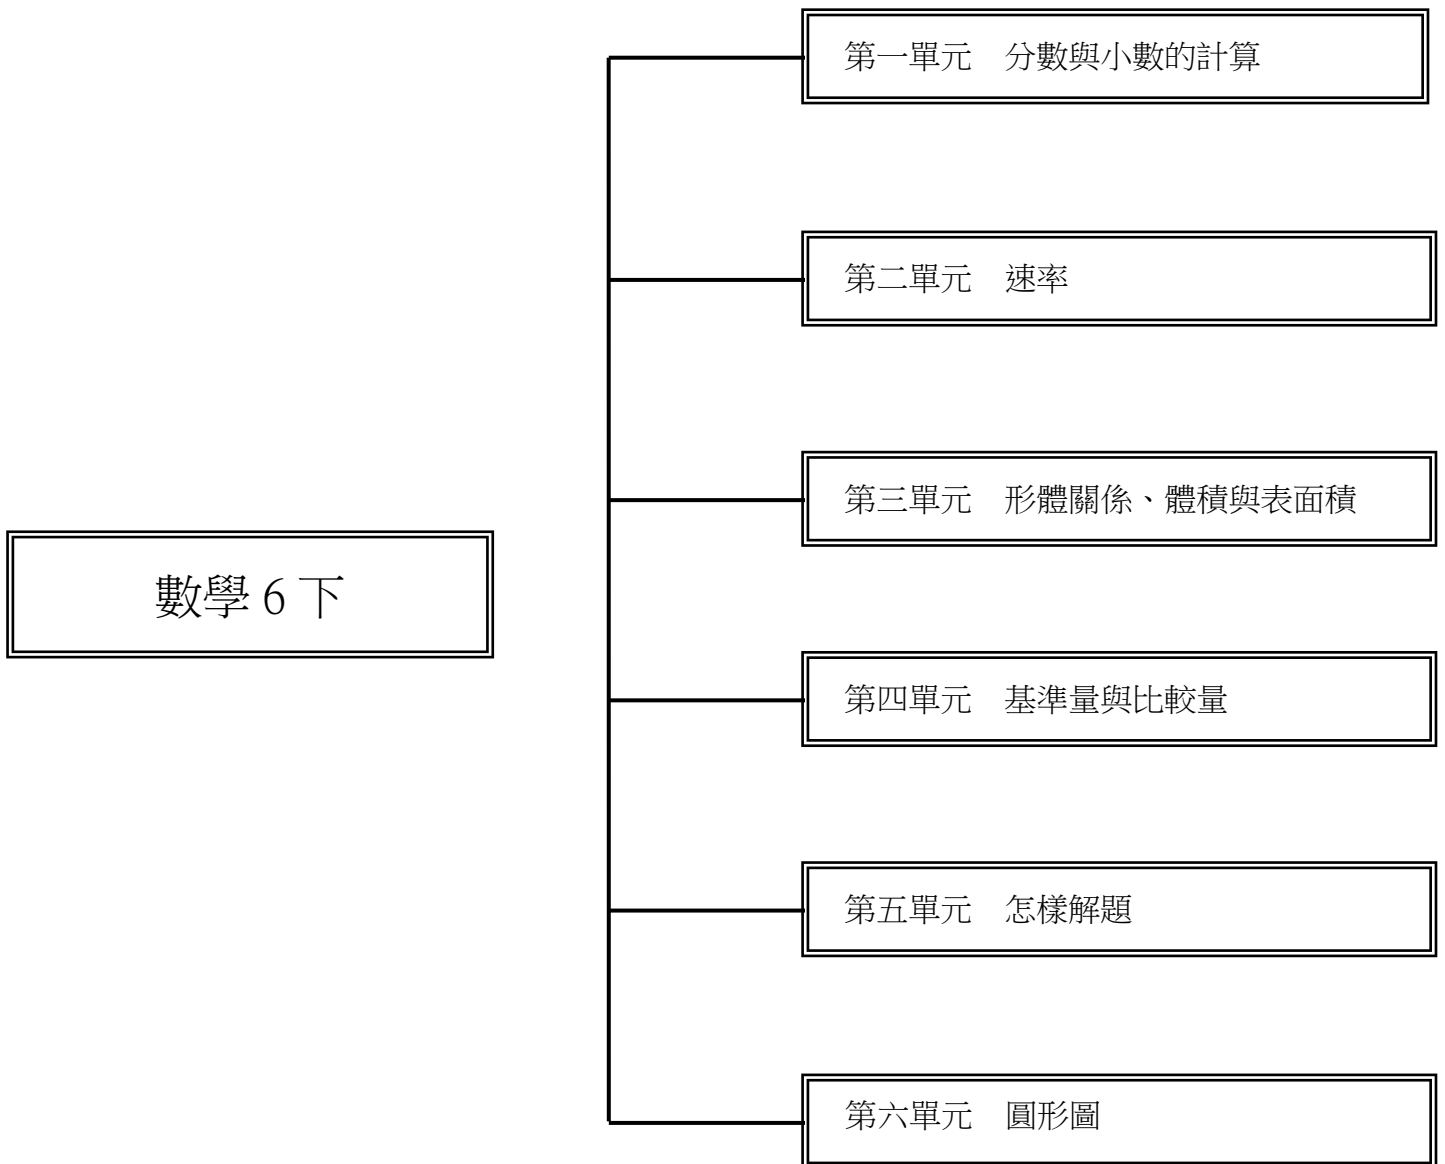 第一單元　分數與小數的計算
第二單元　速率
第三單元　形體關係、體積與表面積
數學 6 下
第四單元　基準量與比較量
第五單元　怎樣解題
第六單元　圓形圖